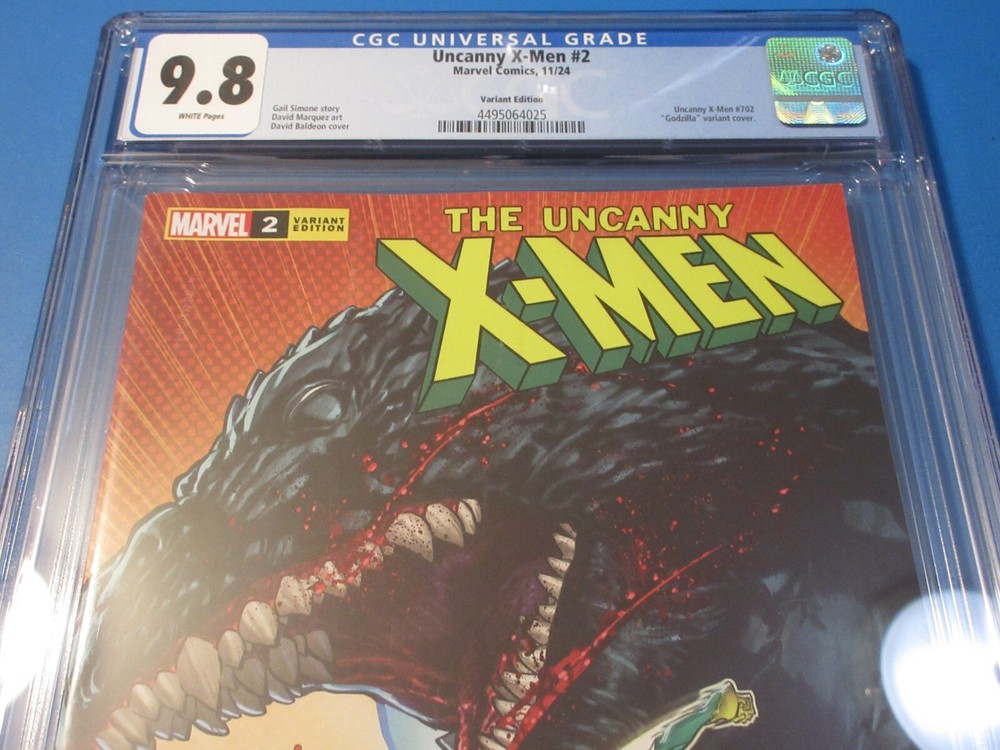 CGC UNIVERSAL GRADE
9.8
WHITE Pages
Uncanny X-Men #2
Marvel Comics, 11/24
Variant Edition
4495064025
Gail Simone story
David Marquez art
David Baldeon cover
Uncanny X-Men #702
"Godzilla" variant cover.
CGC
MARVEL 2 VARIANT EDITION
THE UNCANNY
X-MEN